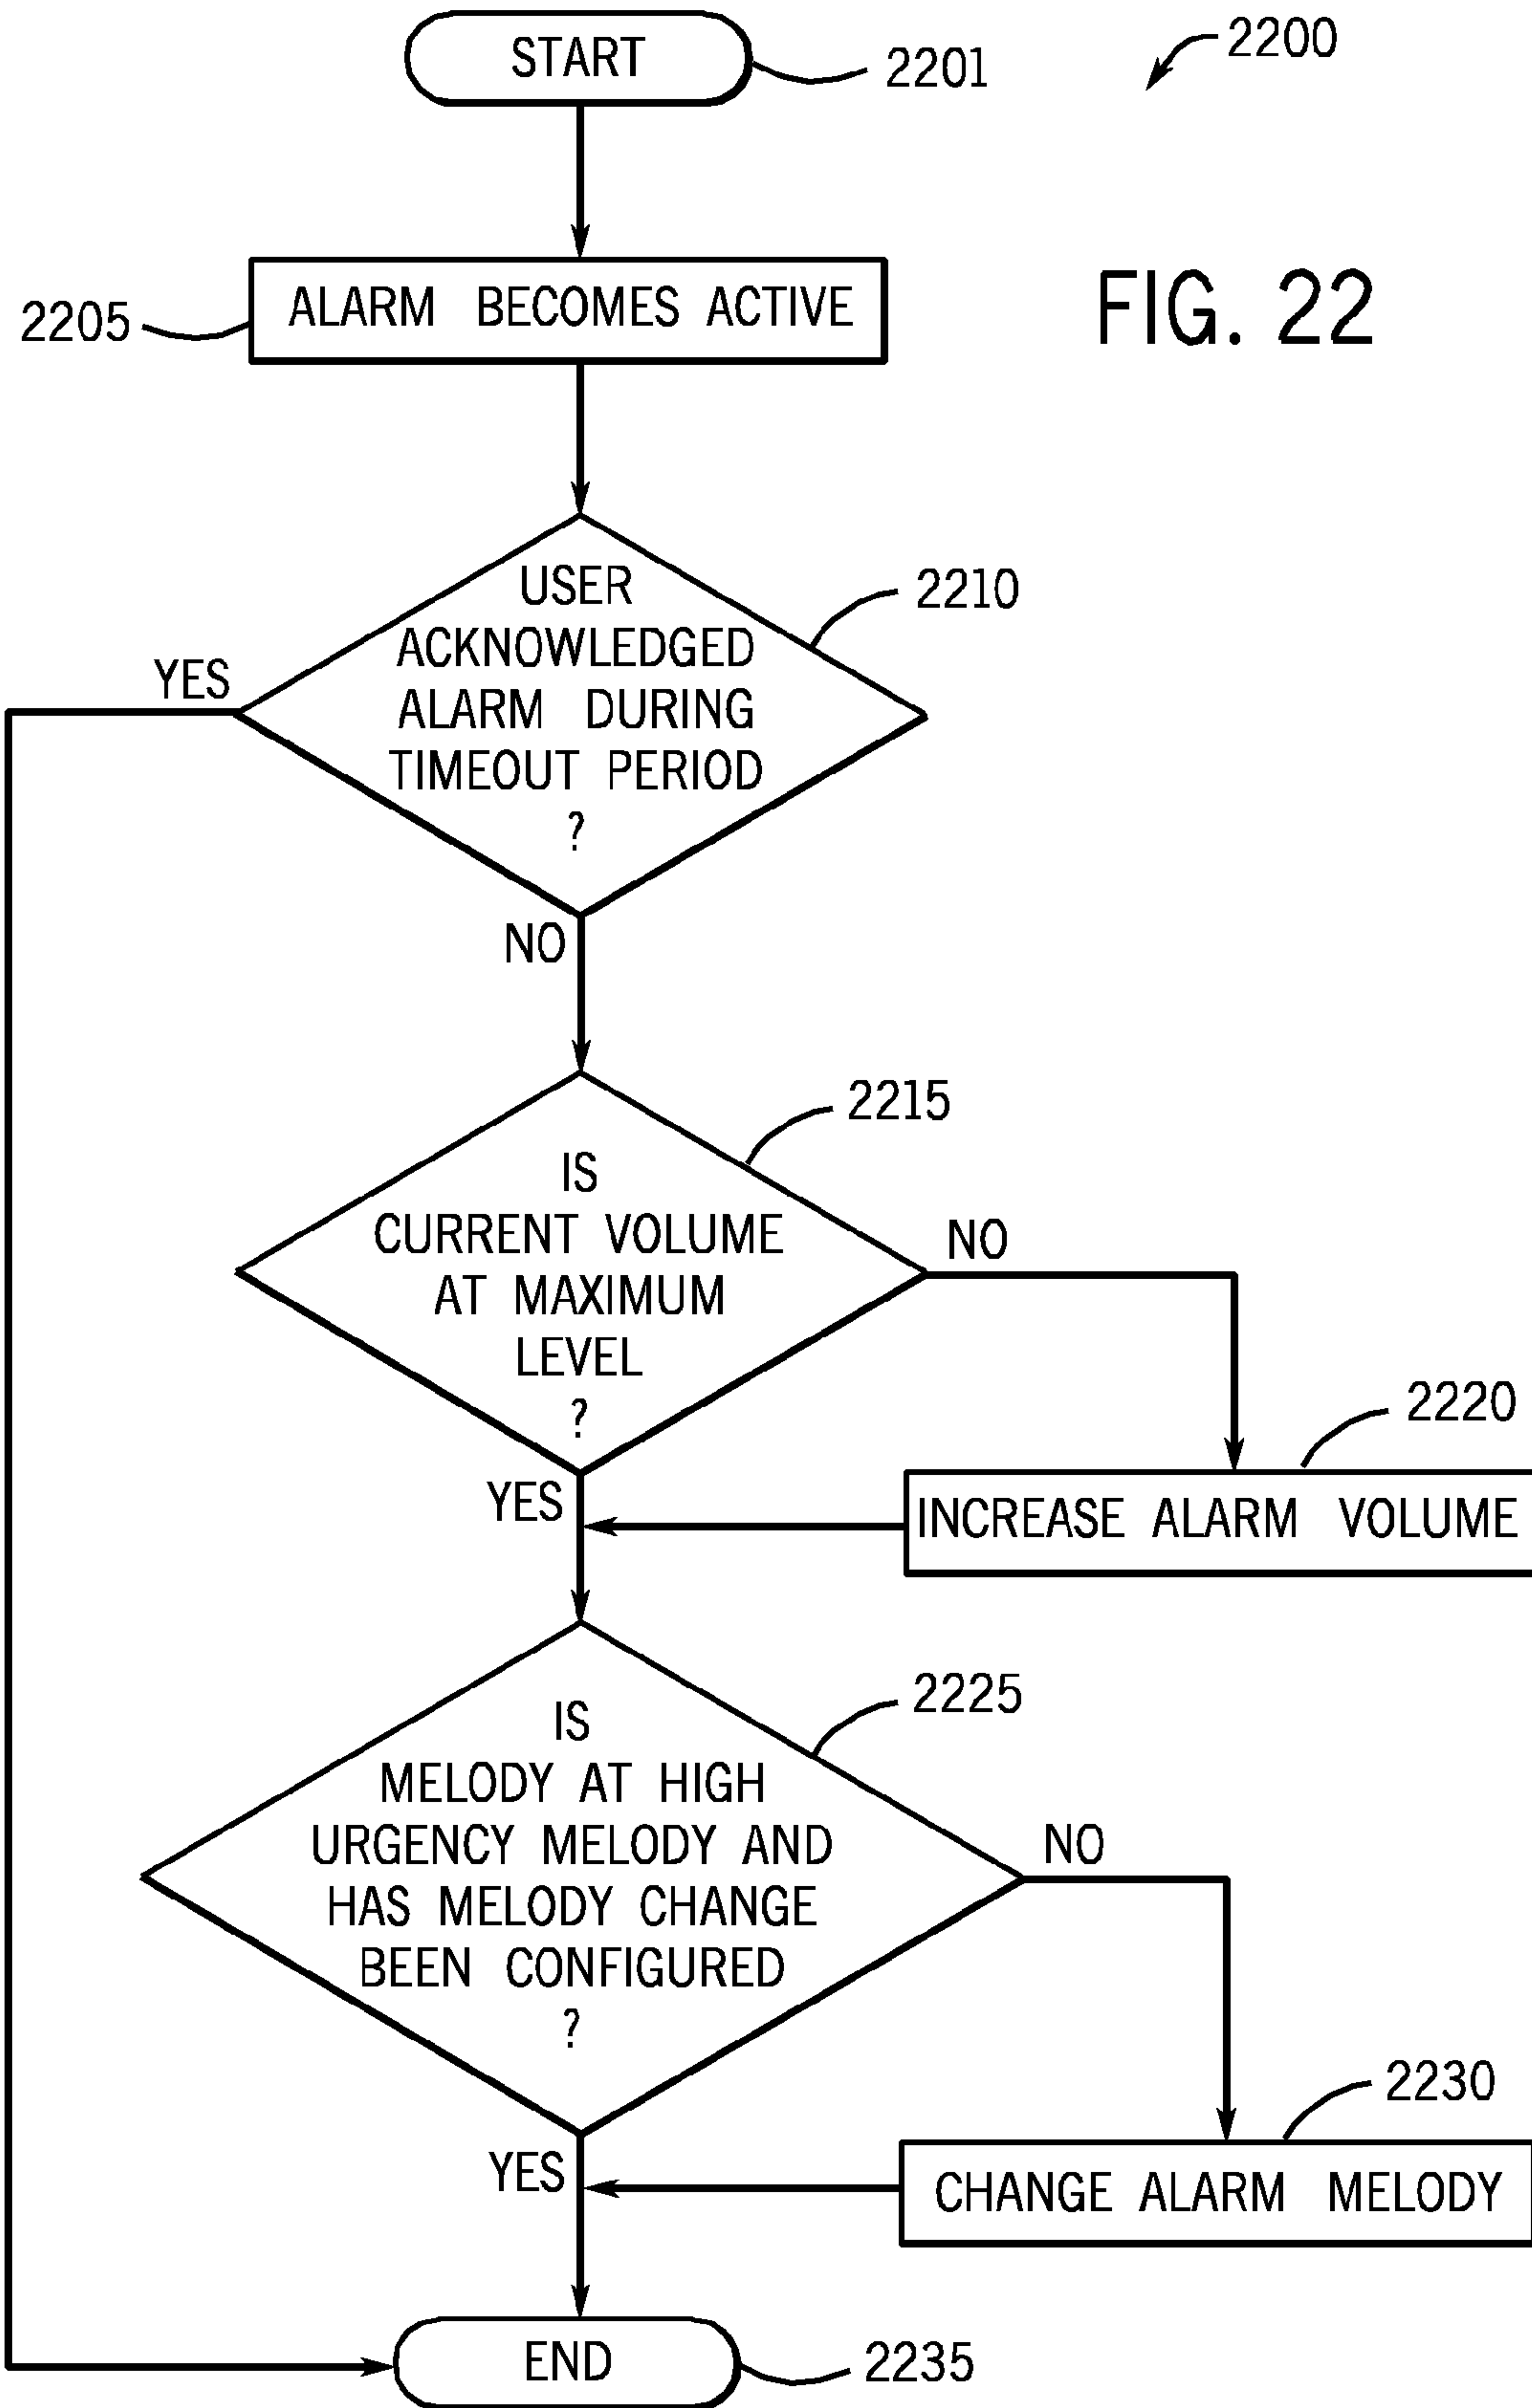 START
2201
2200
ALARM BECOMES ACTIVE
2205
FIG. 22
USER
ACKNOWLEDGED
ALARM DURING
TIMEOUT PERIOD
?
2210
YES
NO
IS
CURRENT VOLUME
AT MAXIMUM
LEVEL
?
2215
NO
YES
2220
INCREASE ALARM VOLUME
IS
MELODY AT HIGH
URGENCY MELODY AND
HAS MELODY CHANGE
BEEN CONFIGURED
?
2225
NO
YES
2230
CHANGE ALARM MELODY
END
2235